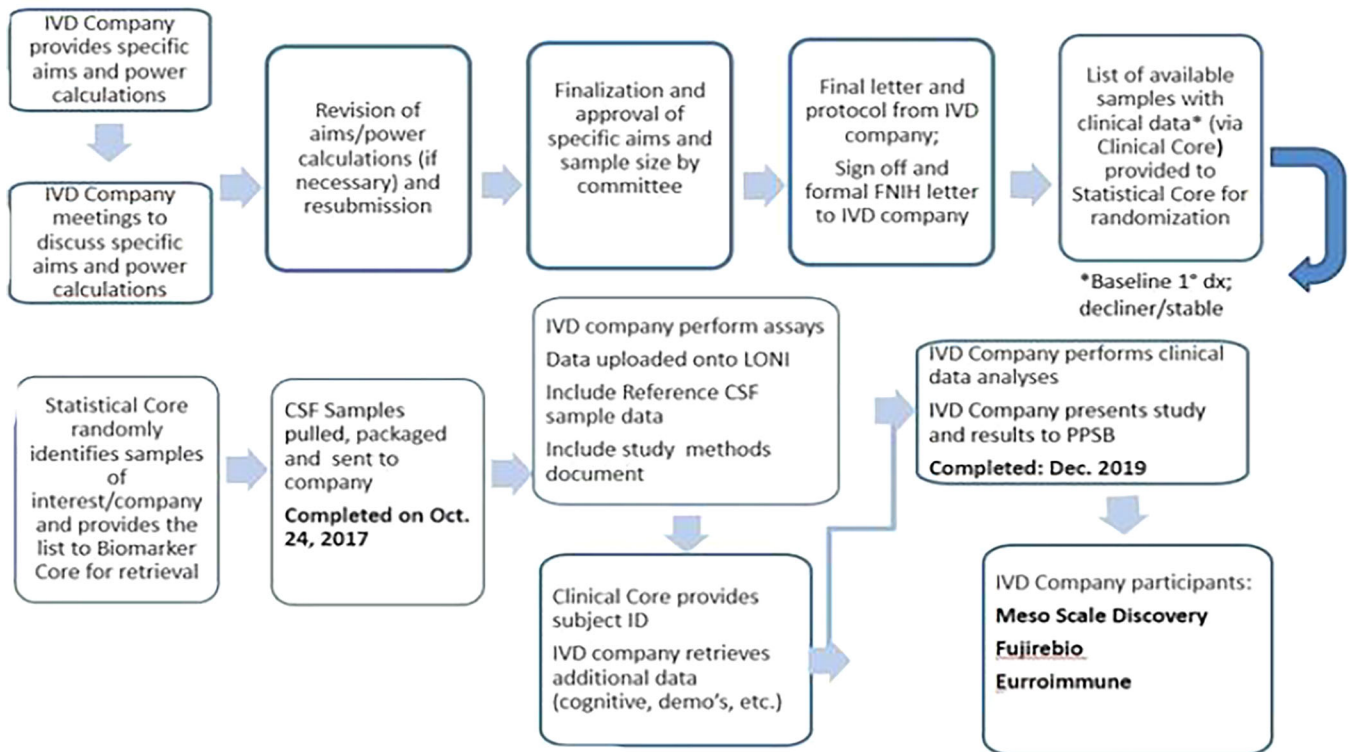 IVD Company
provides specific
aims and power
calculations
IVD Company
meetings to
discuss specific
aims and power
calculations
Revision of
aims/power
calculations (if
necessary) and
resubmission
Finalization and
approval of
specific aims and
sample size by
committee
Final letter and
protocol from IVD
company;
Sign off and
formal FNIH letter
to IVD company
List of available
samples with
clinical data* (via
Clinical Core)
provided to
Statistical Core for
randomization
*Baseline 1° dx;
decliner/stable
Statistical Core
randomly
identifies samples
of
interest/company
and provides the
list to Biomarker
Core for retrieval
CSF Samples
pulled, packaged
and sent to
company
Completed on Oct.
24, 2017
IVD company perform assays
Data uploaded onto LONI
Include Reference CSF
sample data
Include study methods
document
Clinical Core provides
subject ID
IVD company retrieves
additional data
(cognitive, demo's, etc.)
IVD Company performs clinical
data analyses
IVD Company presents study
and results to PPSB
Completed: Dec. 2019
IVD Company participants:
Meso Scale Discovery
Fujirebio
Eurroimmune